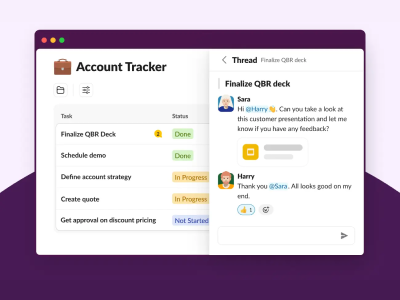 Account Tracker
Task Status
Finalize QBR Deck 2 Done
Schedule demo Done
Define account strategy In Progress
Create quote In Progress
Get approval on discount pricing Not Started
Thread Finalize QBR deck
Finalize QBR deck
Sara
Hi @Harry 👋. Can you take a look at
this customer presentation and let me
know if you have any feedback?
Harry
Thank you @Sara. All looks good on my
end.
👍 1